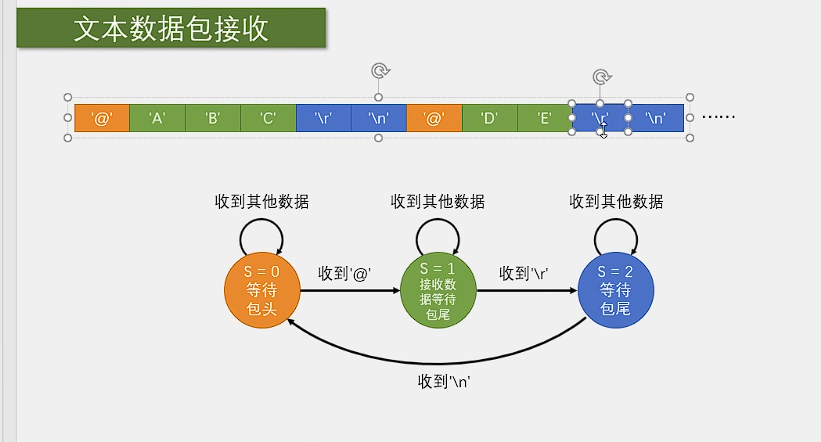 文本数据包接收
'@' 'A' 'B' 'C' '\r' '\n' '@' 'D' 'E' '\r' '\n' ……
收到其他数据 收到其他数据 收到其他数据
S = 0
等待
包头
收到'@'
S = 1
接收数
据等待
包尾
收到'\r'
S = 2
等待
包尾
收到'\n'